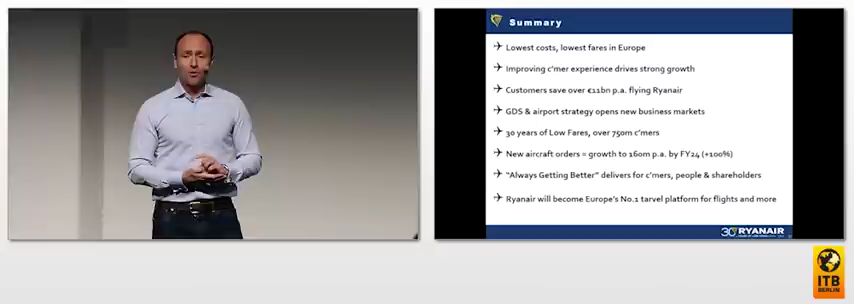 Summary
Lowest costs, lowest fares in Europe
Improving c'mer experience drives strong growth
Customers save over €11bn p.a. flying Ryanair
GDS & airport strategy opens new business markets
30 years of Low Fares, over 750m c'mers
New aircraft orders = growth to 160m p.a. by FY24 (+100%)
"Always Getting Better" delivers for c'mers, people & shareholders
Ryanair will become Europe's No.1 tarvel platform for flights and more
30 RYANAIR
ITB
BERLIN